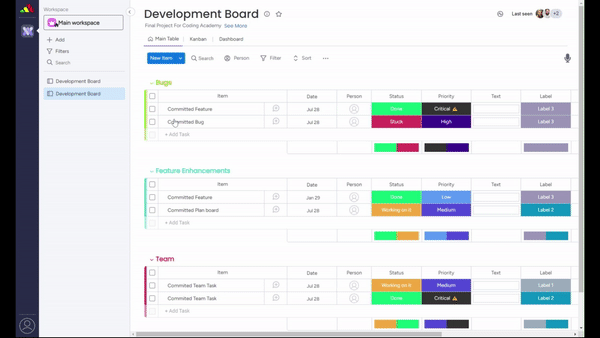 Workspace
Main workspace
Add
Filters
Search
Development Board
Development Board
Development Board
Final Project For Coding Academy See More
Last seen +2
Main Table Kanban Dashboard
New Item Search Person Filter Sort
Bugs
Item Date Person Status Priority Text Label
Committed Feature Jul 28 Done Critical Label 3
Committed Bug Jul 28 Stuck High Label 3
+ Add Task
Feature Enhancements
Item Date Person Status Priority Text Label
Committed Feature Jan 23 Done Low Label 3
Committed Plan board Jul 28 Working on it Medium Label 2
+ Add Task
Team
Item Date Person Status Priority Text Label
Commited Team Task Jul 28 Working on it Medium Label 1
Commited Team Task Jul 28 Done Critical Label 2
+ Add Task